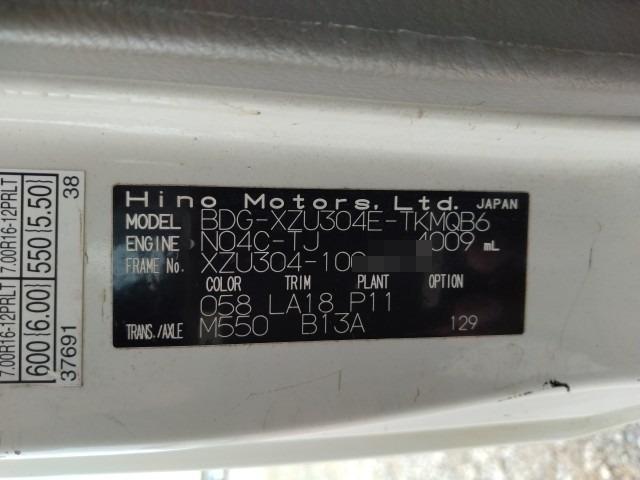 Hino Motors, Ltd. JAPAN
MODEL BDG-XZU304E-TKMQB6
ENGINE N04C-TJ 4009 mL
FRAME No. XZU304-100
COLOR TRIM PLANT OPTION
058 LA18 P11
TRANS./AXLE M550 B13A 129
7.00R16-12PRLT 7.00R16-12PRLT
600(6.00) 550(5.50)
37691 38